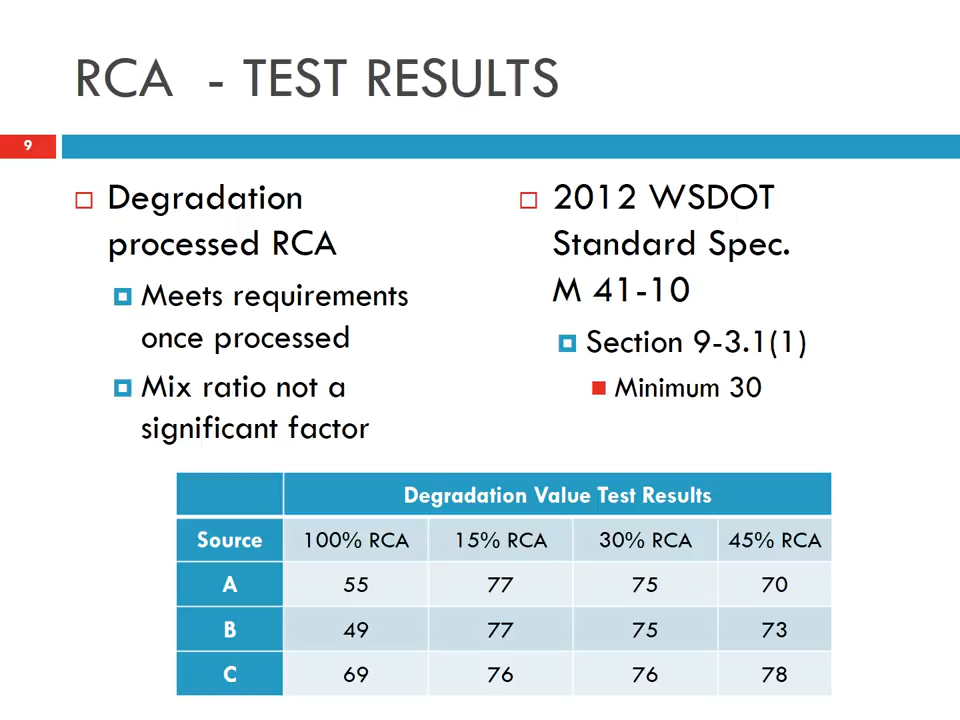 RCA - TEST RESULTS
9
Degradation
processed RCA
Meets requirements
once processed
Mix ratio not a
significant factor
2012 WSDOT
Standard Spec.
M 41-10
Section 9-3.1(1)
Minimum 30
Degradation Value Test Results
Source 100% RCA 15% RCA 30% RCA 45% RCA
A 55 77 75 70
B 49 77 75 73
C 69 76 76 78